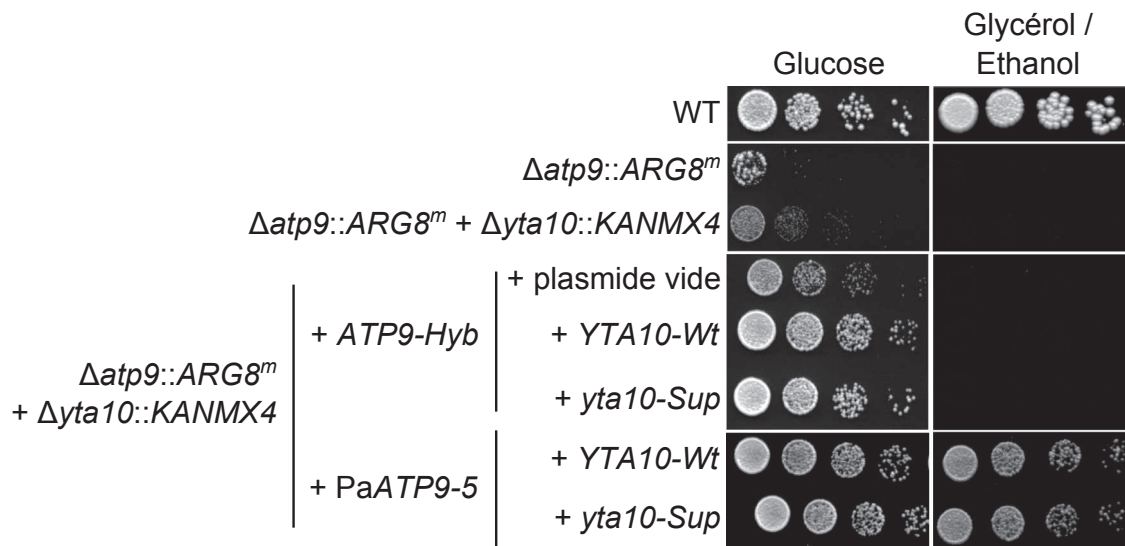 Glucose
Glycérol /
Ethanol
WT
Δatp9::ARG8ᵐ
Δatp9::ARG8ᵐ + Δyta10::KANMX4
Δatp9::ARG8ᵐ
+ Δyta10::KANMX4
+ ATP9-Hyb
+ plasmide vide
+ YTA10-Wt
+ yta10-Sup
+ PaATP9-5
+ YTA10-Wt
+ yta10-Sup